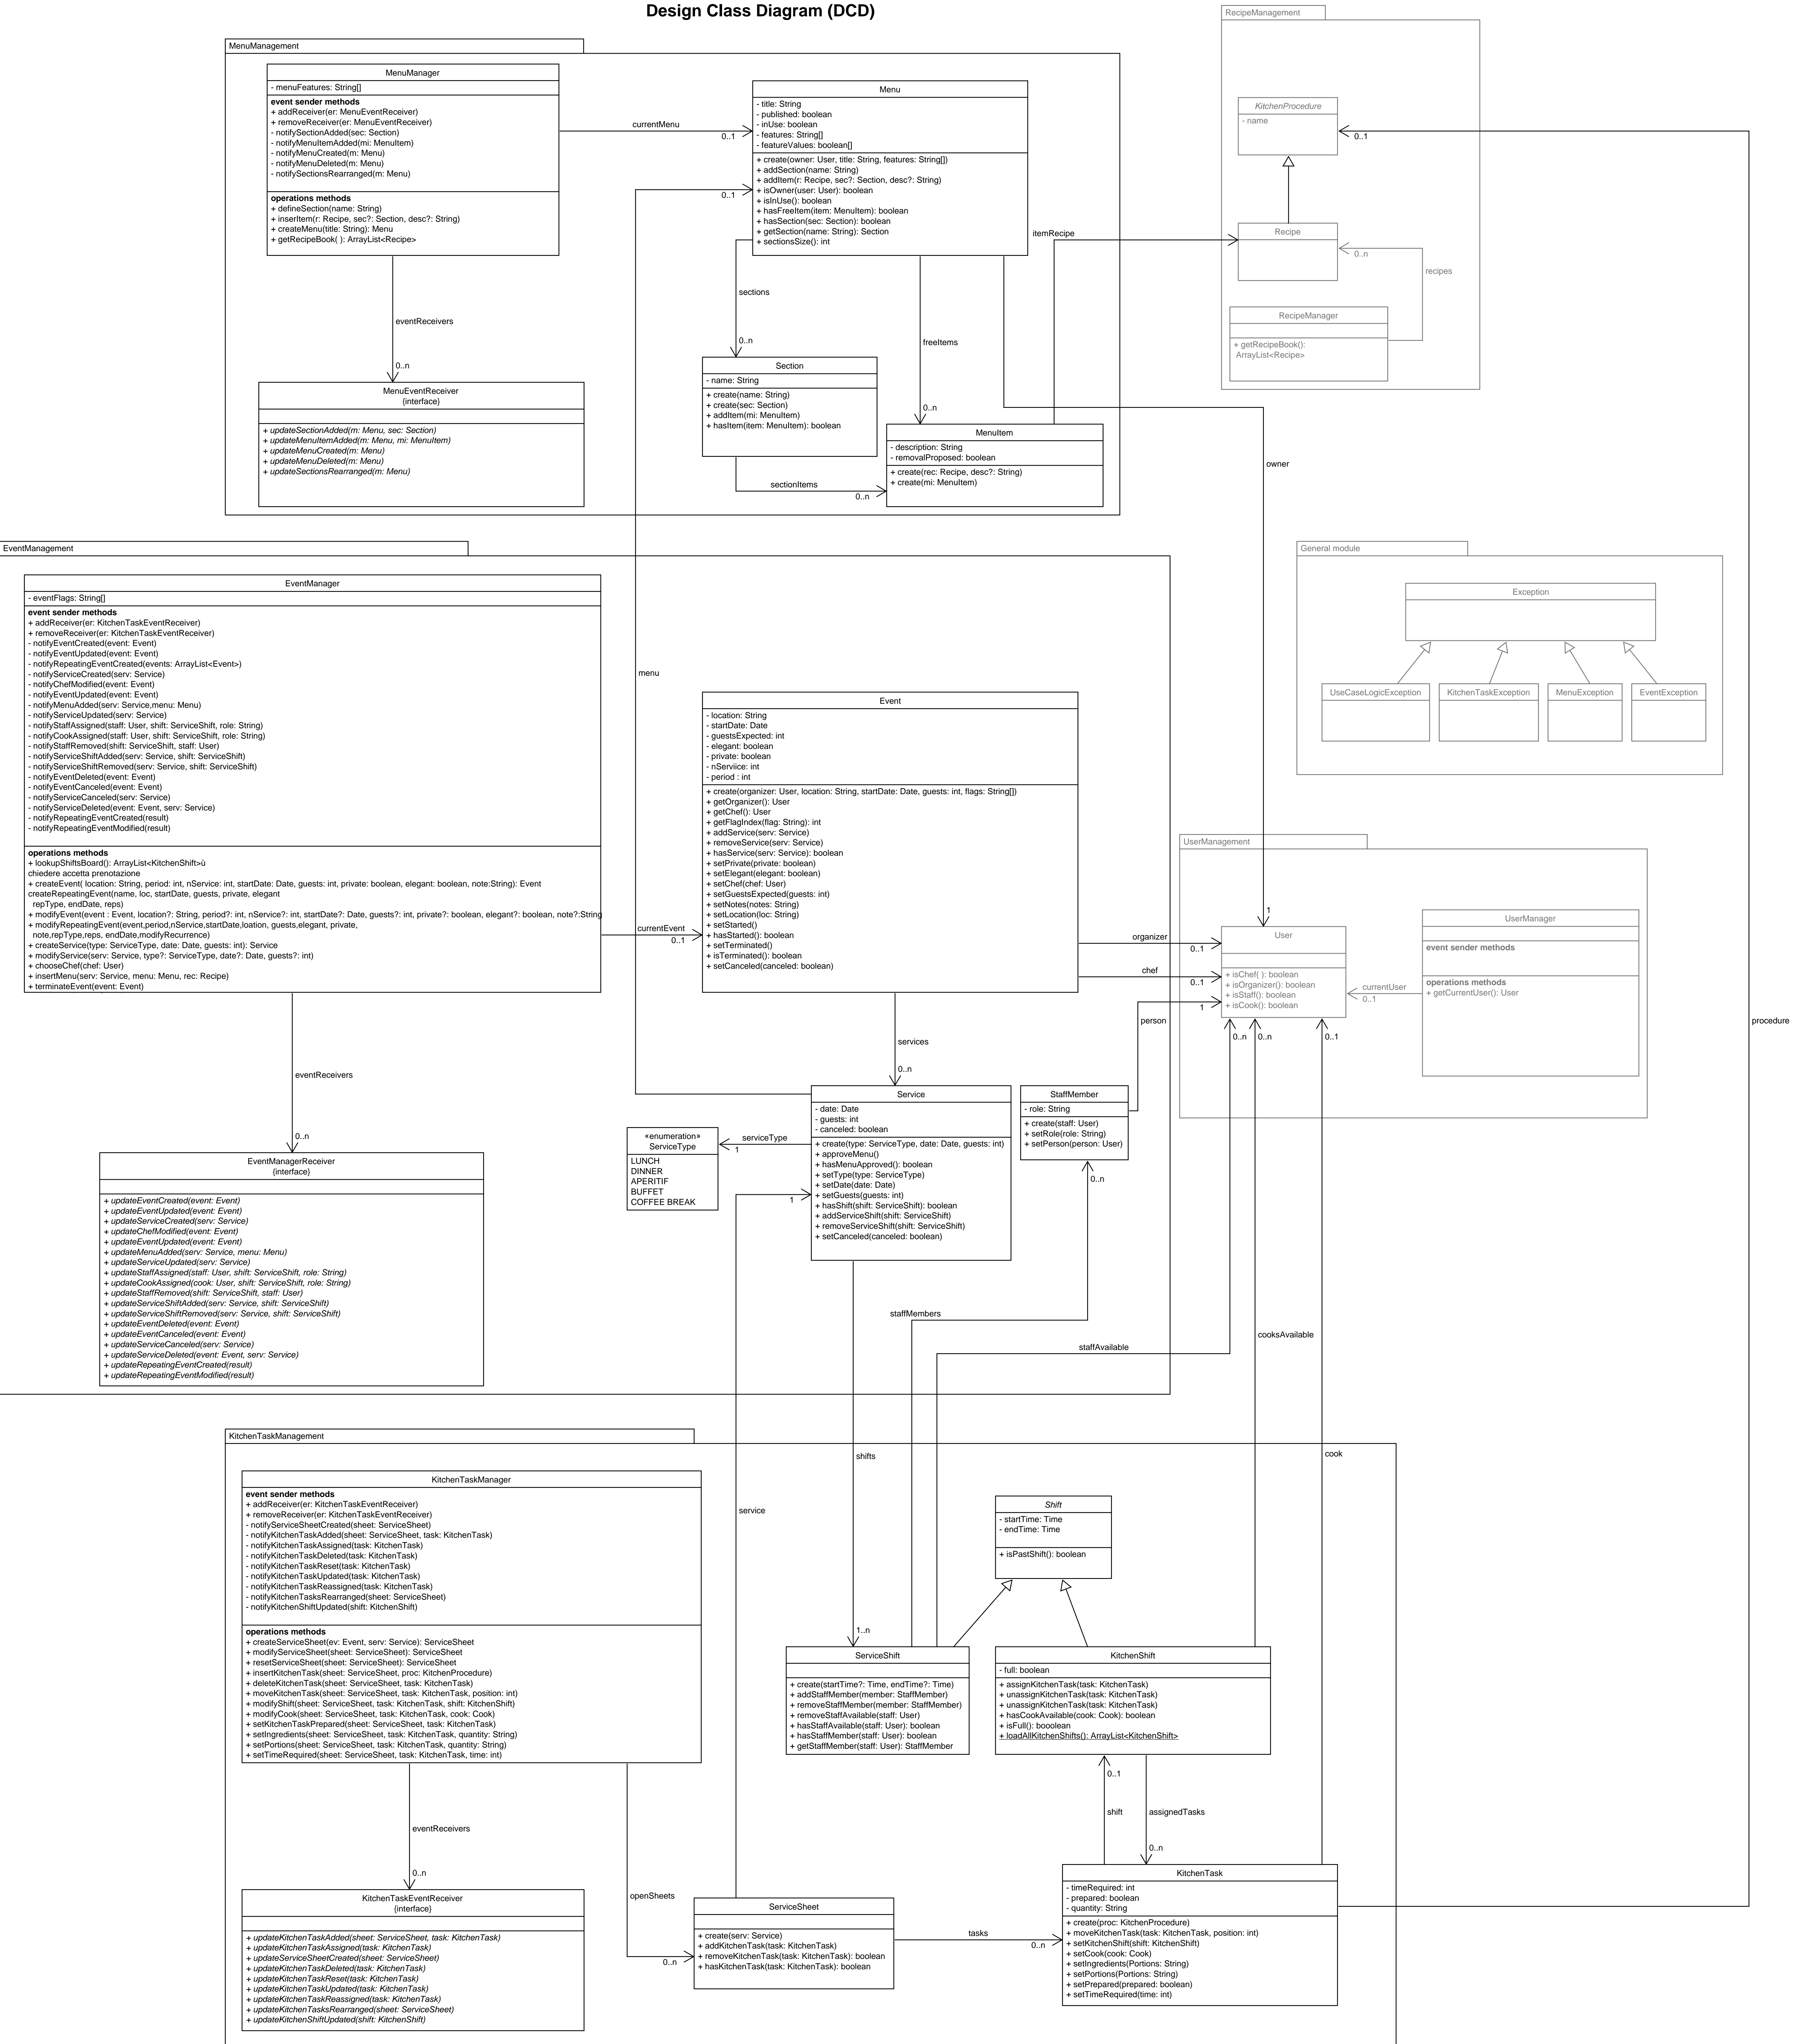 Design Class Diagram (DCD)
RecipeManagement
KitchenProcedure
- name
0..1
Recipe
0..n
recipes
RecipeManager
+ getRecipeBook():
ArrayList<Recipe>
MenuManagement
MenuManager
- menuFeatures: String[]
event sender methods
+ addReceiver(er: MenuEventReceiver)
+ removeReceiver(er: MenuEventReceiver)
- notifySectionAdded(sec: Section)
- notifyMenuItemAdded(mi: MenuItem)
- notifyMenuCreated(m: Menu)
- notifyMenuDeleted(m: Menu)
- notifySectionsRearranged(m: Menu)
operations methods
+ defineSection(name: String)
+ inserItem(r: Recipe, sec?: Section, desc?: String)
+ createMenu(title: String): Menu
+ getRecipeBook( ): ArrayList<Recipe>
currentMenu
0..1
0..1
Menu
- title: String
- published: boolean
- inUse: boolean
- features: String[]
- featureValues: boolean[]
+ create(owner: User, title: String, features: String[])
+ addSection(name: String)
+ addItem(r: Recipe, sec?: Section, desc?: String)
+ isOwner(user: User): boolean
+ isInUse(): boolean
+ hasFreeItem(item: MenuItem): boolean
+ hasSection(sec: Section): boolean
+ getSection(name: String): Section
+ sectionsSize(): int
itemRecipe
sections
0..n
freeItems
0..n
eventReceivers
0..n
MenuEventReceiver
{interface}
+ updateSectionAdded(m: Menu, sec: Section)
+ updateMenuItemAdded(m: Menu, mi: MenuItem)
+ updateMenuCreated(m: Menu)
+ updateMenuDeleted(m: Menu)
+ updateSectionsRearranged(m: Menu)
Section
- name: String
+ create(name: String)
+ create(sec: Section)
+ addItem(mi: MenuItem)
+ hasItem(item: MenuItem): boolean
sectionItems
0..n
MenuItem
- description: String
- removalProposed: boolean
+ create(rec: Recipe, desc?: String)
+ create(mi: MenuItem)
owner
1
EventManagement
EventManager
- eventFlags: String[]
event sender methods
+ addReceiver(er: KitchenTaskEventReceiver)
+ removeReceiver(er: KitchenTaskEventReceiver)
- notifyEventCreated(event: Event)
- notifyEventUpdated(event: Event)
- notifyRepeatingEventCreated(events: ArrayList<Event>)
- notifyServiceCreated(serv: Service)
- notifyChefModified(event: Event)
- notifyEventUpdated(event: Event)
- notifyMenuAdded(serv: Service,menu: Menu)
- notifyServiceUpdated(serv: Service)
- notifyStaffAssigned(staff: User, shift: ServiceShift, role: String)
- notifyCookAssigned(staff: User, shift: ServiceShift, role: String)
- notifyStaffRemoved(shift: ServiceShift, staff: User)
- notifyServiceShiftAdded(serv: Service, shift: ServiceShift)
- notifyServiceShiftRemoved(serv: Service, shift: ServiceShift)
- notifyEventDeleted(event: Event)
- notifyEventCanceled(event: Event)
- notifyServiceCanceled(serv: Service)
- notifyServiceDeleted(event: Event, serv: Service)
- notifyRepeatingEventCreated(result)
- notifyRepeatingEventModified(result)
operations methods
+ lookupShiftsBoard(): ArrayList<KitchenShift>ù
chiedere accetta prenotazione
+ createEvent( location: String, period: int, nService: int, startDate: Date, guests: int, private: boolean, elegant: boolean, note:String): Event
createRepeatingEvent(name, loc, startDate, guests, private, elegant
repType, endDate, reps)
+ modifyEvent(event : Event, location?: String, period?: int, nService?: int, startDate?: Date, guests?: int, private?: boolean, elegant?: boolean, note?:String
+ modifyRepeatingEvent(event,period,nService,startDate,loation, guests,elegant, private,
note,repType,reps, endDate,modifyRecurrence)
+ createService(type: ServiceType, date: Date, guests: int): Service
+ modifyService(serv: Service, type?: ServiceType, date?: Date, guests?: int)
+ chooseChef(chef: User)
+ insertMenu(serv: Service, menu: Menu, rec: Recipe)
+ terminateEvent(event: Event)
menu
currentEvent
0..1
Event
- location: String
- startDate: Date
- guestsExpected: int
- elegant: boolean
- private: boolean
- nServiice: int
- period : int
+ create(organizer: User, location: String, startDate: Date, guests: int, flags: String[])
+ getOrganizer(): User
+ getChef(): User
+ getFlagIndex(flag: String): int
+ addService(serv: Service)
+ removeService(serv: Service)
+ hasService(serv: Service): boolean
+ setPrivate(private: boolean)
+ setElegant(elegant: boolean)
+ setChef(chef: User)
+ setGuestsExpected(guests: int)
+ setNotes(notes: String)
+ setLocation(loc: String)
+ setStarted()
+ hasStarted(): boolean
+ setTerminated()
+ isTerminated(): boolean
+ setCanceled(canceled: boolean)
organizer
0..1
chef
0..1
person
1
General module
Exception
UseCaseLogicException
KitchenTaskException
MenuException
EventException
UserManagement
User
+ isChef( ): boolean
+ isOrganizer(): boolean
+ isStaff(): boolean
+ isCook(): boolean
currentUser
0..1
UserManager
event sender methods
operations methods
+ getCurrentUser(): User
0..n
0..n
0..1
procedure
services
0..n
eventReceivers
0..n
EventManagerReceiver
{interface}
+ updateEventCreated(event: Event)
+ updateEventUpdated(event: Event)
+ updateServiceCreated(serv: Service)
+ updateChefModified(event: Event)
+ updateEventUpdated(event: Event)
+ updateMenuAdded(serv: Service, menu: Menu)
+ updateServiceUpdated(serv: Service)
+ updateStaffAssigned(staff: User, shift: ServiceShift, role: String)
+ updateCookAssigned(cook: User, shift: ServiceShift, role: String)
+ updateStaffRemoved(shift: ServiceShift, staff: User)
+ updateServiceShiftAdded(serv: Service, shift: ServiceShift)
+ updateServiceShiftRemoved(serv: Service, shift: ServiceShift)
+ updateEventDeleted(event: Event)
+ updateEventCanceled(event: Event)
+ updateServiceCanceled(serv: Service)
+ updateServiceDeleted(event: Event, serv: Service)
+ updateRepeatingEventCreated(result)
+ updateRepeatingEventModified(result)
«enumeration»
ServiceType
LUNCH
DINNER
APERITIF
BUFFET
COFFEE BREAK
serviceType
1
1
Service
- date: Date
- guests: int
- canceled: boolean
+ create(type: ServiceType, date: Date, guests: int)
+ approveMenu()
+ hasMenuApproved(): boolean
+ setType(type: ServiceType)
+ setDate(date: Date)
+ setGuests(guests: int)
+ hasShift(shift: ServiceShift): boolean
+ addServiceShift(shift: ServiceShift)
+ removeServiceShift(shift: ServiceShift)
+ setCanceled(canceled: boolean)
StaffMember
- role: String
+ create(staff: User)
+ setRole(role: String)
+ setPerson(person: User)
0..n
staffMembers
staffAvailable
cooksAvailable
cook
KitchenTaskManagement
KitchenTaskManager
event sender methods
+ addReceiver(er: KitchenTaskEventReceiver)
+ removeReceiver(er: KitchenTaskEventReceiver)
- notifyServiceSheetCreated(sheet: ServiceSheet)
- notifyKitchenTaskAdded(sheet: ServiceSheet, task: KitchenTask)
- notifyKitchenTaskAssigned(task: KitchenTask)
- notifyKitchenTaskDeleted(task: KitchenTask)
- notifyKitchenTaskReset(task: KitchenTask)
- notifyKitchenTaskUpdated(task: KitchenTask)
- notifyKitchenTaskReassigned(task: KitchenTask)
- notifyKitchenTasksRearranged(sheet: ServiceSheet)
- notifyKitchenShiftUpdated(shift: KitchenShift)
operations methods
+ createServiceSheet(ev: Event, serv: Service): ServiceSheet
+ modifyServiceSheet(sheet: ServiceSheet): ServiceSheet
+ resetServiceSheet(sheet: ServiceSheet): ServiceSheet
+ insertKitchenTask(sheet: ServiceSheet, proc: KitchenProcedure)
+ deleteKitchenTask(sheet: ServiceSheet, task: KitchenTask)
+ moveKitchenTask(sheet: ServiceSheet, task: KitchenTask, position: int)
+ modifyShift(sheet: ServiceSheet, task: KitchenTask, shift: KitchenShift)
+ modifyCook(sheet: ServiceSheet, task: KitchenTask, cook: Cook)
+ setKitchenTaskPrepared(sheet: ServiceSheet, task: KitchenTask)
+ setIngredients(sheet: ServiceSheet, task: KitchenTask, quantity: String)
+ setPortions(sheet: ServiceSheet, task: KitchenTask, quantity: String)
+ setTimeRequired(sheet: ServiceSheet, task: KitchenTask, time: int)
service
shifts
1..n
Shift
- startTime: Time
- endTime: Time
+ isPastShift(): boolean
ServiceShift
+ create(startTime?: Time, endTime?: Time)
+ addStaffMember(member: StaffMember)
+ removeStaffMember(member: StaffMember)
+ removeStaffAvailable(staff: User)
+ hasStaffAvailable(staff: User): boolean
+ hasStaffMember(staff: User): boolean
+ getStaffMember(staff: User): StaffMember
KitchenShift
- full: boolean
+ assignKitchenTask(task: KitchenTask)
+ unassignKitchenTask(task: KitchenTask)
+ unassignKitchenTask(task: KitchenTask)
+ hasCookAvailable(cook: Cook): boolean
+ isFull(): booolean
+ loadAllKitchenShifts(): ArrayList<KitchenShift>
0..1
shift
assignedTasks
0..n
eventReceivers
0..n
KitchenTaskEventReceiver
{interface}
+ updateKitchenTaskAdded(sheet: ServiceSheet, task: KitchenTask)
+ updateKitchenTaskAssigned(task: KitchenTask)
+ updateServiceSheetCreated(sheet: ServiceSheet)
+ updateKitchenTaskDeleted(task: KitchenTask)
+ updateKitchenTaskReset(task: KitchenTask)
+ updateKitchenTaskUpdated(task: KitchenTask)
+ updateKitchenTaskReassigned(task: KitchenTask)
+ updateKitchenTasksRearranged(sheet: ServiceSheet)
+ updateKitchenShiftUpdated(shift: KitchenShift)
openSheets
0..n
ServiceSheet
+ create(serv: Service)
+ addKitchenTask(task: KitchenTask)
+ removeKitchenTask(task: KitchenTask): boolean
+ hasKitchenTask(task: KitchenTask): boolean
tasks
0..n
KitchenTask
- timeRequired: int
- prepared: boolean
- quantity: String
+ create(proc: KitchenProcedure)
+ moveKitchenTask(task: KitchenTask, position: int)
+ setKitchenShift(shift: KitchenShift)
+ setCook(cook: Cook)
+ setIngredients(Portions: String)
+ setPortions(Portions: String)
+ setPrepared(prepared: boolean)
+ setTimeRequired(time: int)